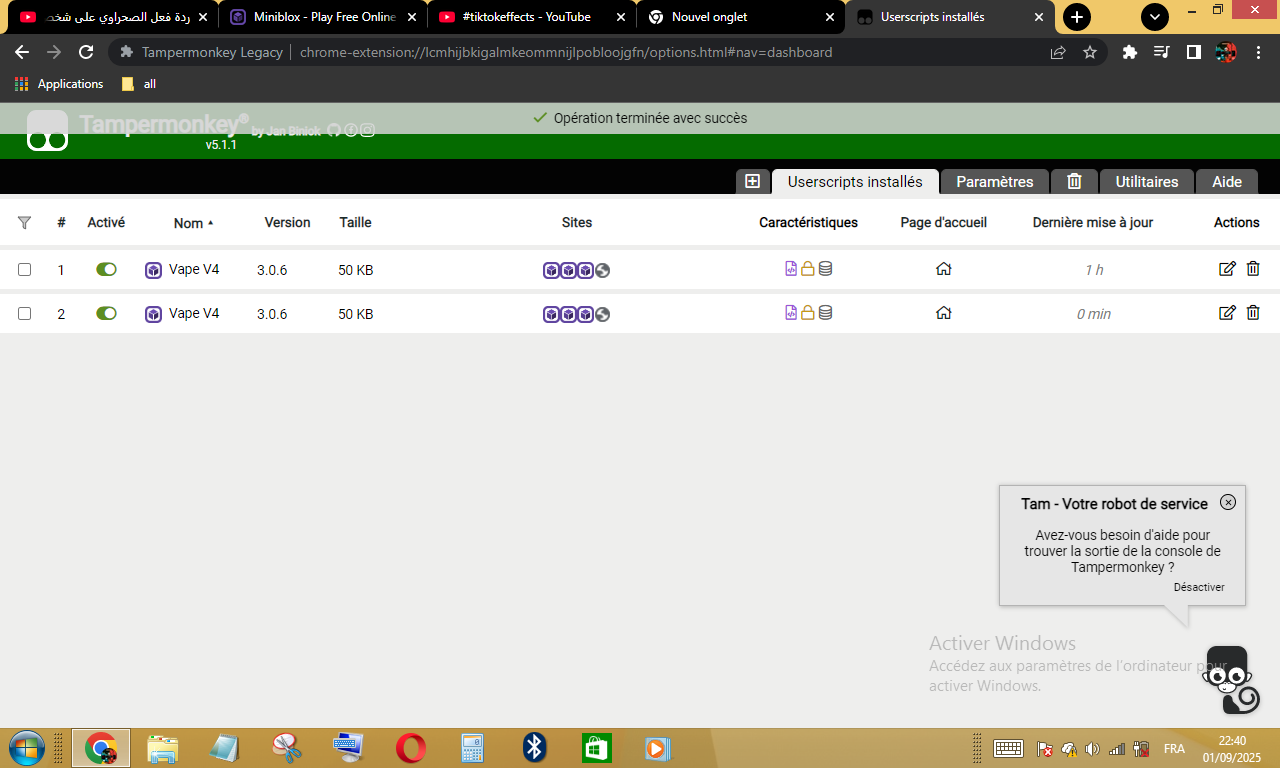 ردة فعل الصحراوي على شخص
Miniblox - Play Free Online
#tiktokeffects - YouTube
Nouvel onglet
Userscripts installés
Tampermonkey Legacy
chrome-extension://lcmhijbkigalmkeommnijlpobloojgfn/options.html#nav=dashboard
Applications
all
Opération terminée avec succès
Tampermonkey® by Jan Biniok
v5.1.1
Userscripts installés Paramètres Utilitaires Aide
# Activé Nom Version Taille Sites Caractéristiques Page d'accueil Dernière mise à jour Actions
1 Vape V4 3.0.6 50 KB 1 h
2 Vape V4 3.0.6 50 KB 0 min
Tam - Votre robot de service
Avez-vous besoin d'aide pour
trouver la sortie de la console de
Tampermonkey ?
Désactiver
Activer Windows
Accédez aux paramètres de l'ordinateur pour
activer Windows.
FRA
22:40
01/09/2025